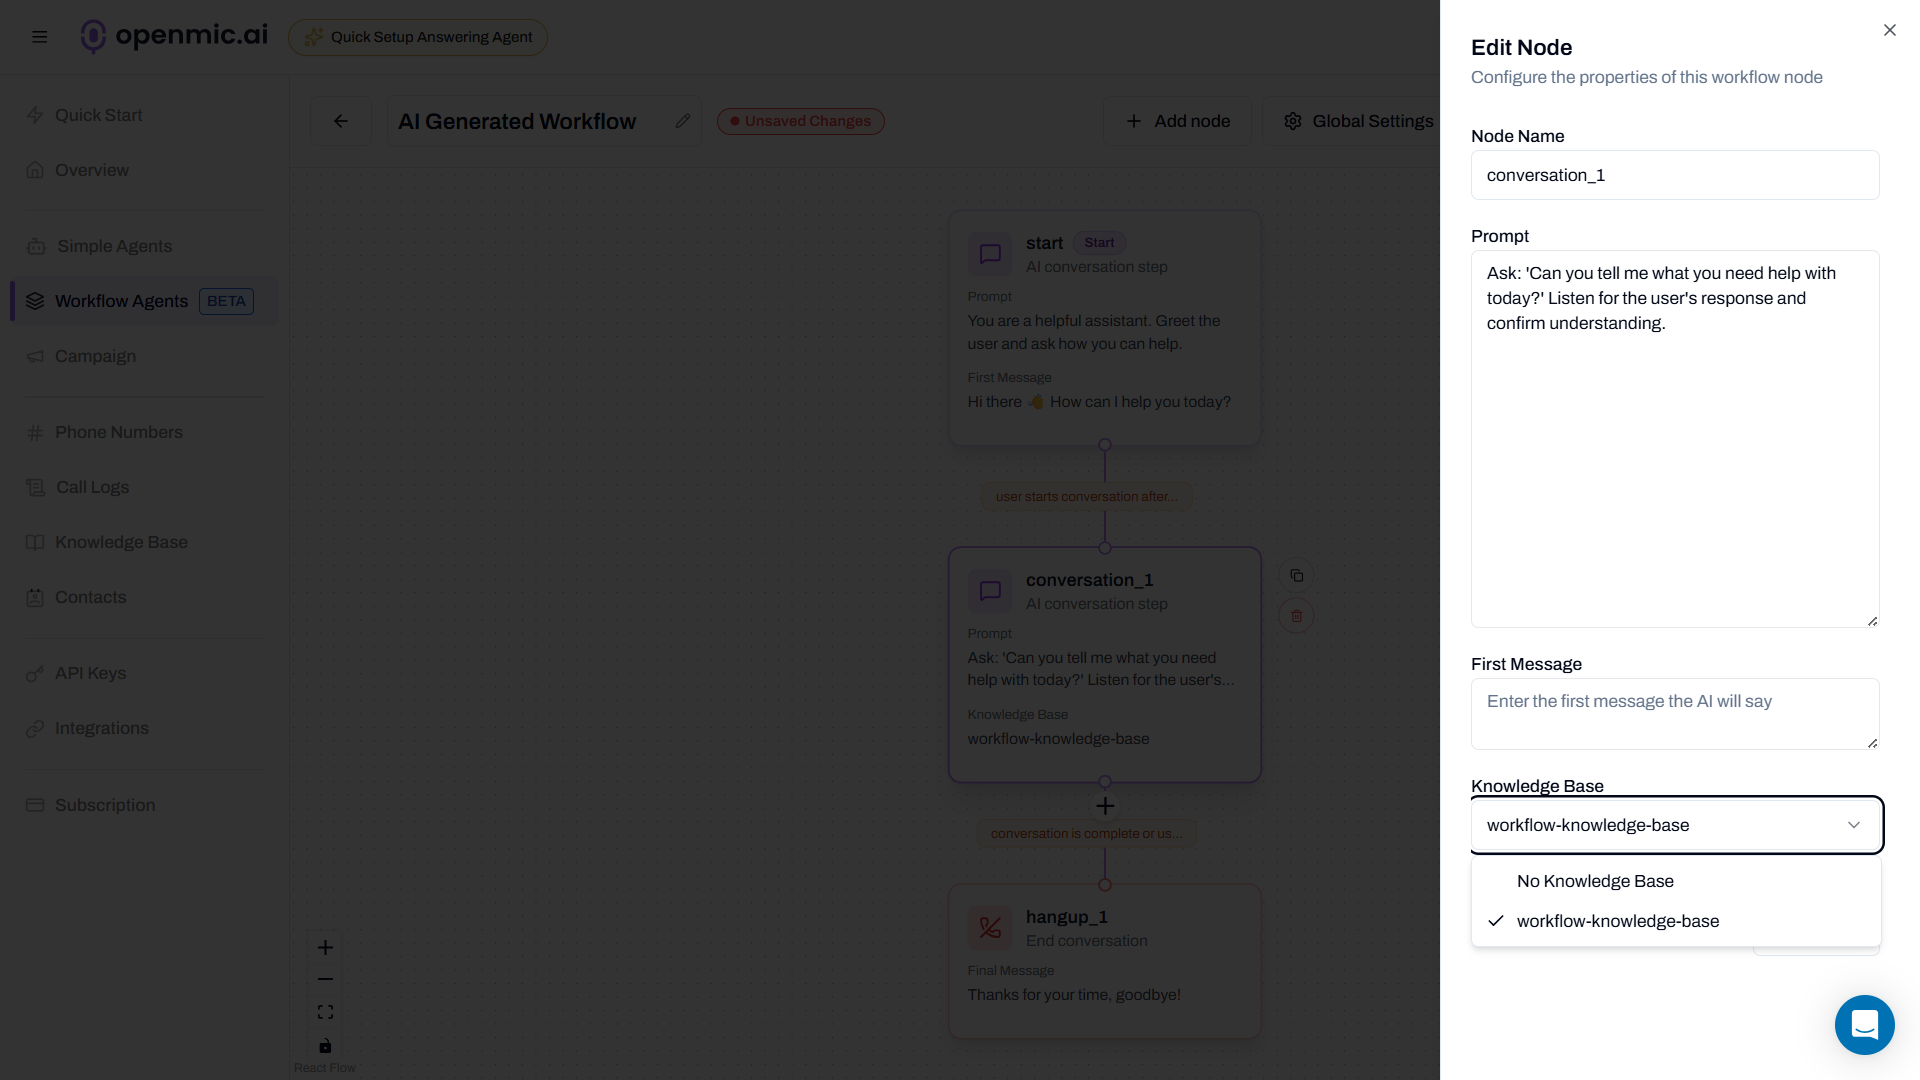 openmic.ai
Quick Setup Answering Agent
Quick Start
Overview
Simple Agents
Workflow Agents BETA
Campaign
Phone Numbers
Call Logs
Knowledge Base
Contacts
API Keys
Integrations
Subscription
AI Generated Workflow
Unsaved Changes
Add node
Global Settings
start Start
AI conversation step
Prompt
You are a helpful assistant. Greet the
user and ask how you can help.
First Message
Hi there 👋 How can I help you today?
user starts conversation after...
conversation_1
AI conversation step
Prompt
Ask: 'Can you tell me what you need
help with today?' Listen for the user's...
Knowledge Base
workflow-knowledge-base
conversation is complete or us...
hangup_1
End conversation
Final Message
Thanks for your time, goodbye!
React Flow
Edit Node
Configure the properties of this workflow node
Node Name
conversation_1
Prompt
Ask: 'Can you tell me what you need help with
today?' Listen for the user's response and
confirm understanding.
First Message
Enter the first message the AI will say
Knowledge Base
workflow-knowledge-base
No Knowledge Base
workflow-knowledge-base